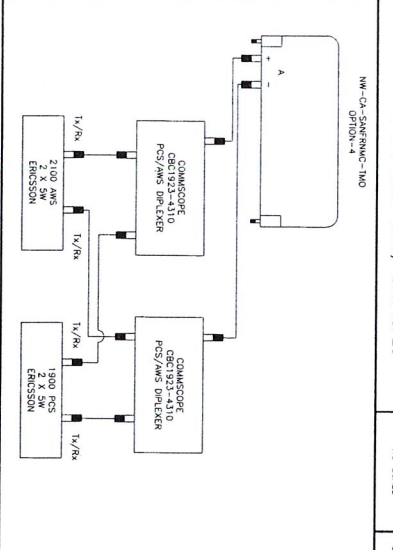 NW-CA-SANFRNMC-TMO
OPTION-4
+ A -
COMMSCOPE
CBC1923-4310
PCS/AWS DIPLEXER
COMMSCOPE
CBC1923-4310
PCS/AWS DIPLEXER
Tx/Rx
Tx/Rx
Tx/Rx
Tx/Rx
2100 AWS
2 X 5W
ERICSSON
1900 PCS
2 X 5W
ERICSSON